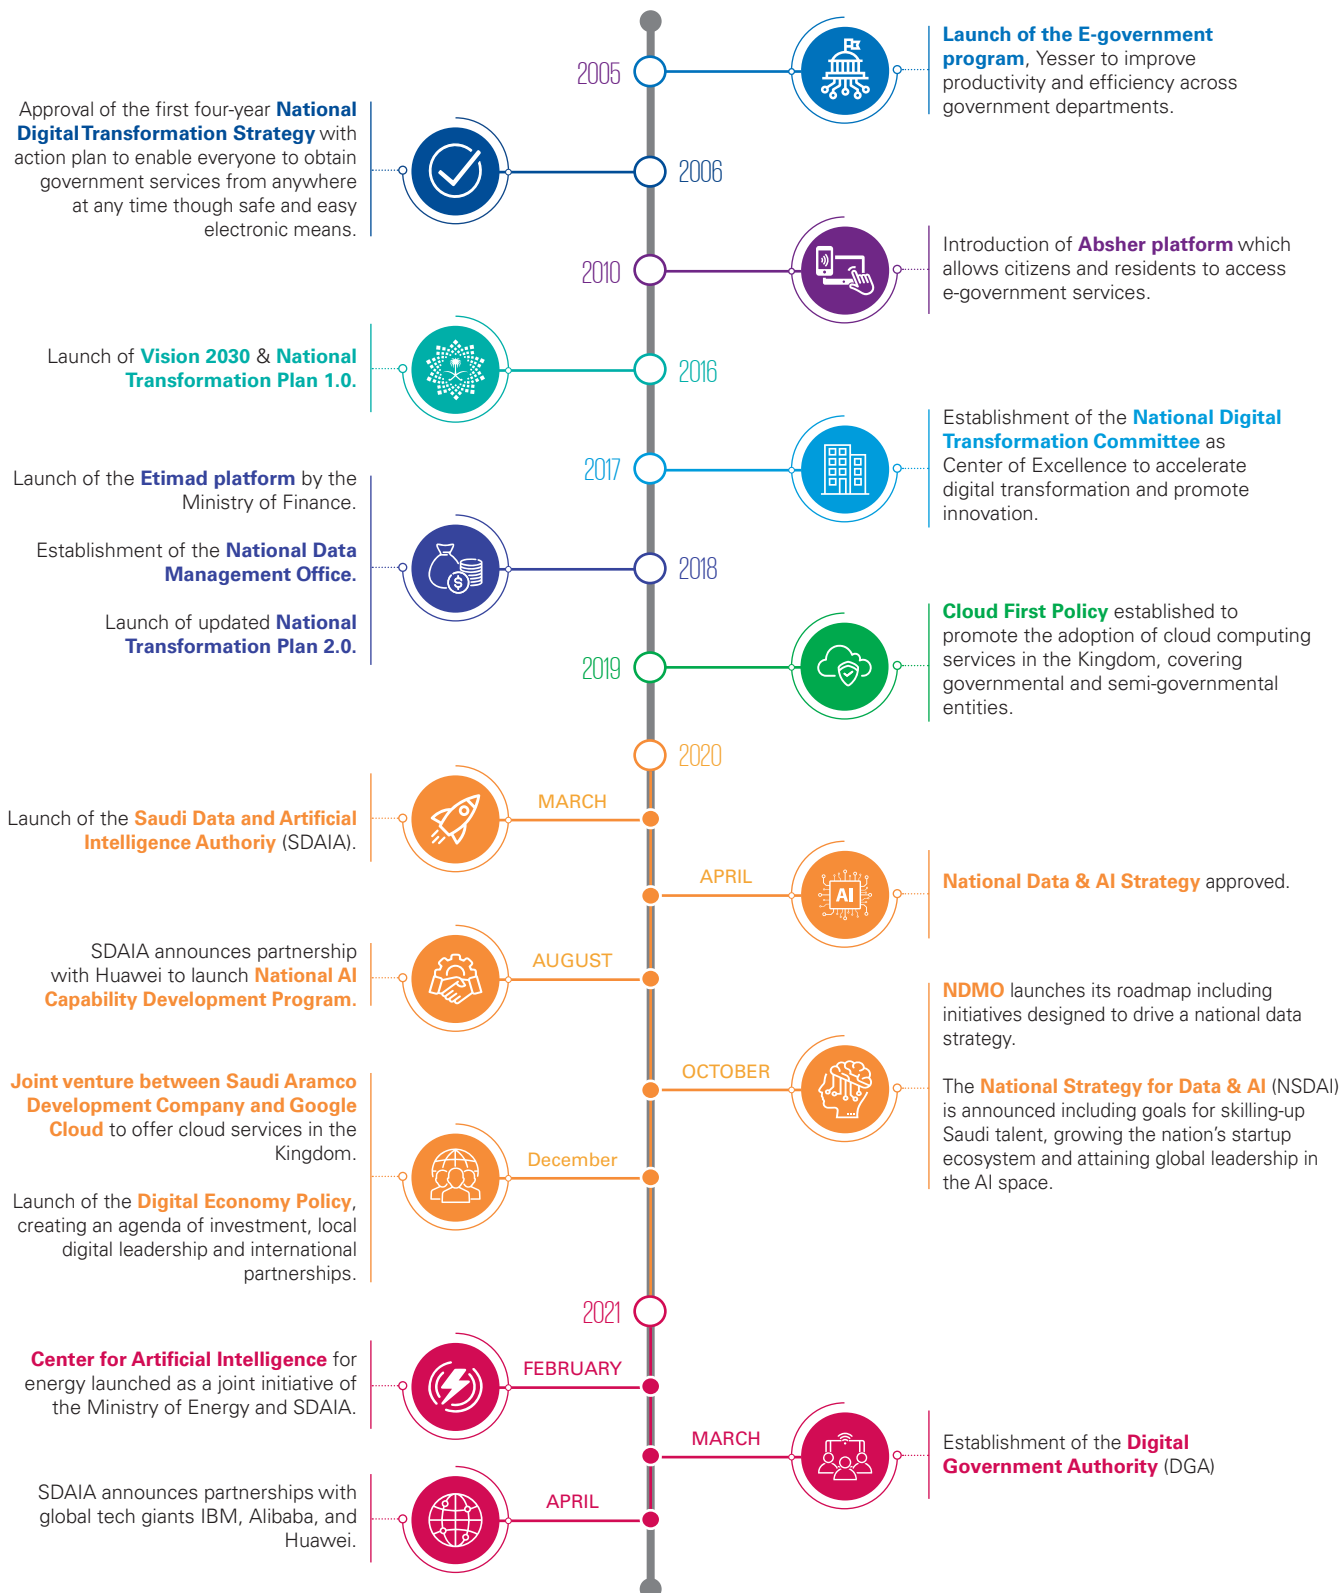 2005
Launch of the E-government
program, Yesser to improve
productivity and efficiency across
government departments.
Approval of the first four-year National
Digital Transformation Strategy with
action plan to enable everyone to obtain
government services from anywhere
at any time though safe and easy
electronic means.
2006
2010
Introduction of Absher platform which
allows citizens and residents to access
e-government services.
Launch of Vision 2030 & National
Transformation Plan 1.0.
2016
2017
Establishment of the National Digital
Transformation Committee as
Center of Excellence to accelerate
digital transformation and promote
innovation.
Launch of the Etimad platform by the
Ministry of Finance.
Establishment of the National Data
Management Office.
Launch of updated National
Transformation Plan 2.0.
$
2018
2019
Cloud First Policy established to
promote the adoption of cloud computing
services in the Kingdom, covering
governmental and semi-governmental
entities.
2020
Launch of the Saudi Data and Artificial
Intelligence Authoriy (SDAIA).
MARCH
APRIL
AI
National Data & AI Strategy approved.
SDAIA announces partnership
with Huawei to launch National AI
Capability Development Program.
AUGUST
OCTOBER
NDMO launches its roadmap including
initiatives designed to drive a national data
strategy.
The National Strategy for Data & AI (NSDAI)
is announced including goals for skilling-up
Saudi talent, growing the nation's startup
ecosystem and attaining global leadership in
the AI space.
Joint venture between Saudi Aramco
Development Company and Google
Cloud to offer cloud services in the
Kingdom.
Launch of the Digital Economy Policy,
creating an agenda of investment, local
digital leadership and international
partnerships.
December
2021
Center for Artificial Intelligence for
energy launched as a joint initiative of
the Ministry of Energy and SDAIA.
FEBRUARY
MARCH
Establishment of the Digital
Government Authority (DGA)
SDAIA announces partnerships with
global tech giants IBM, Alibaba, and
Huawei.
APRIL